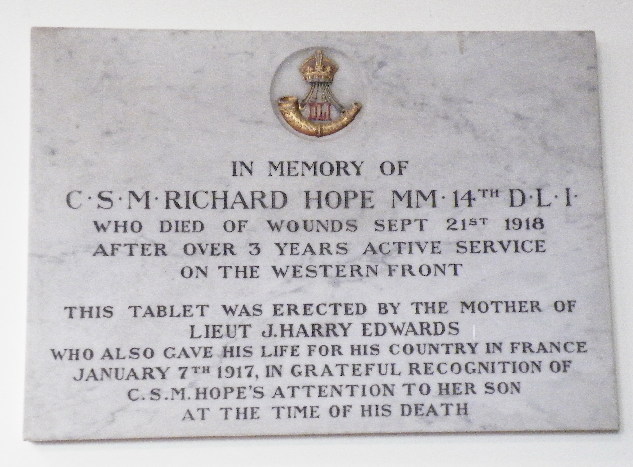 DLI
IN MEMORY OF
C·S·M·RICHARD HOPE MM·14TH D·L·I·
WHO DIED OF WOUNDS SEPT 21ST 1918
AFTER OVER 3 YEARS ACTIVE SERVICE
ON THE WESTERN FRONT
THIS TABLET WAS ERECTED BY THE MOTHER OF
LIEUT J.HARRY EDWARDS
WHO ALSO GAVE HIS LIFE FOR HIS COUNTRY IN FRANCE
JANUARY 7TH 1917, IN GRATEFUL RECOGNITION OF
C.S.M.HOPE'S ATTENTION TO HER SON
AT THE TIME OF HIS DEATH